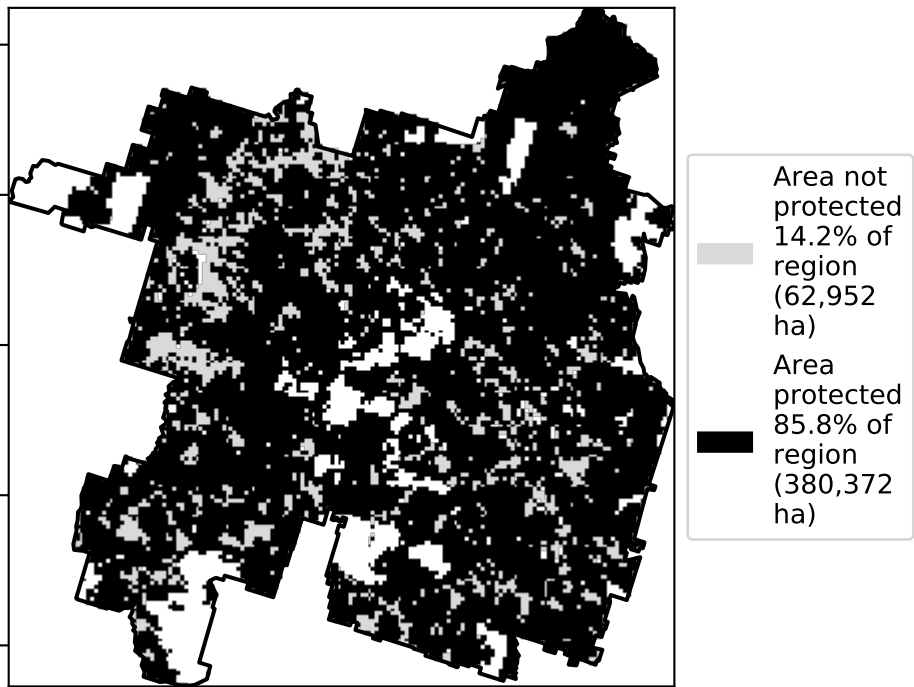 Area not
protected
14.2% of
region
(62,952
ha)
Area
protected
85.8% of
region
(380,372
ha)